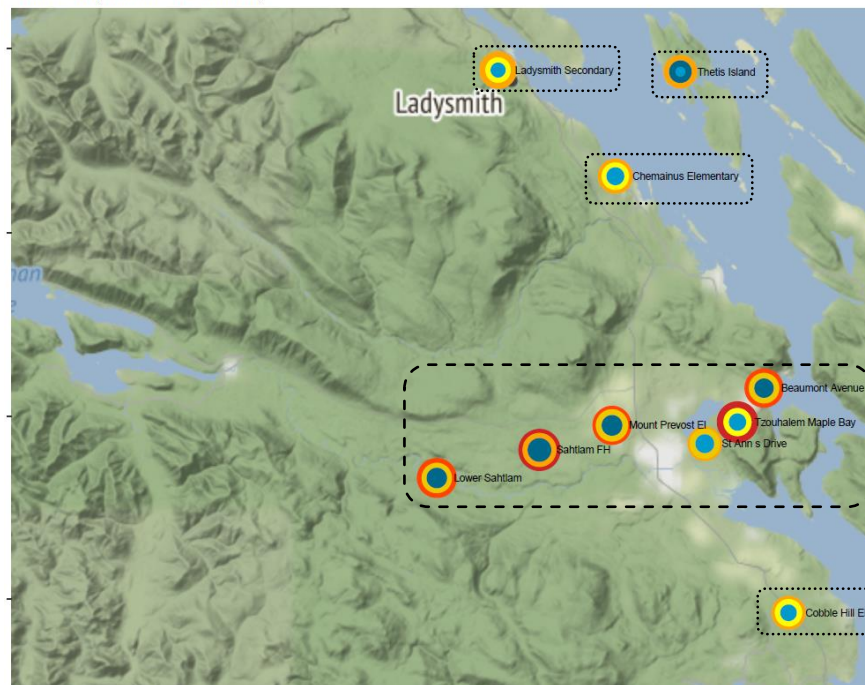 Ladysmith Secondary
Thetis Island
Ladysmith
Chemainus Elementary
Beaumont Avenue
Tzouhalem Maple Bay
Mount Prevost El
St Ann s Drive
Sahtlam FH
Lower Sahtlam
Cobble Hill E